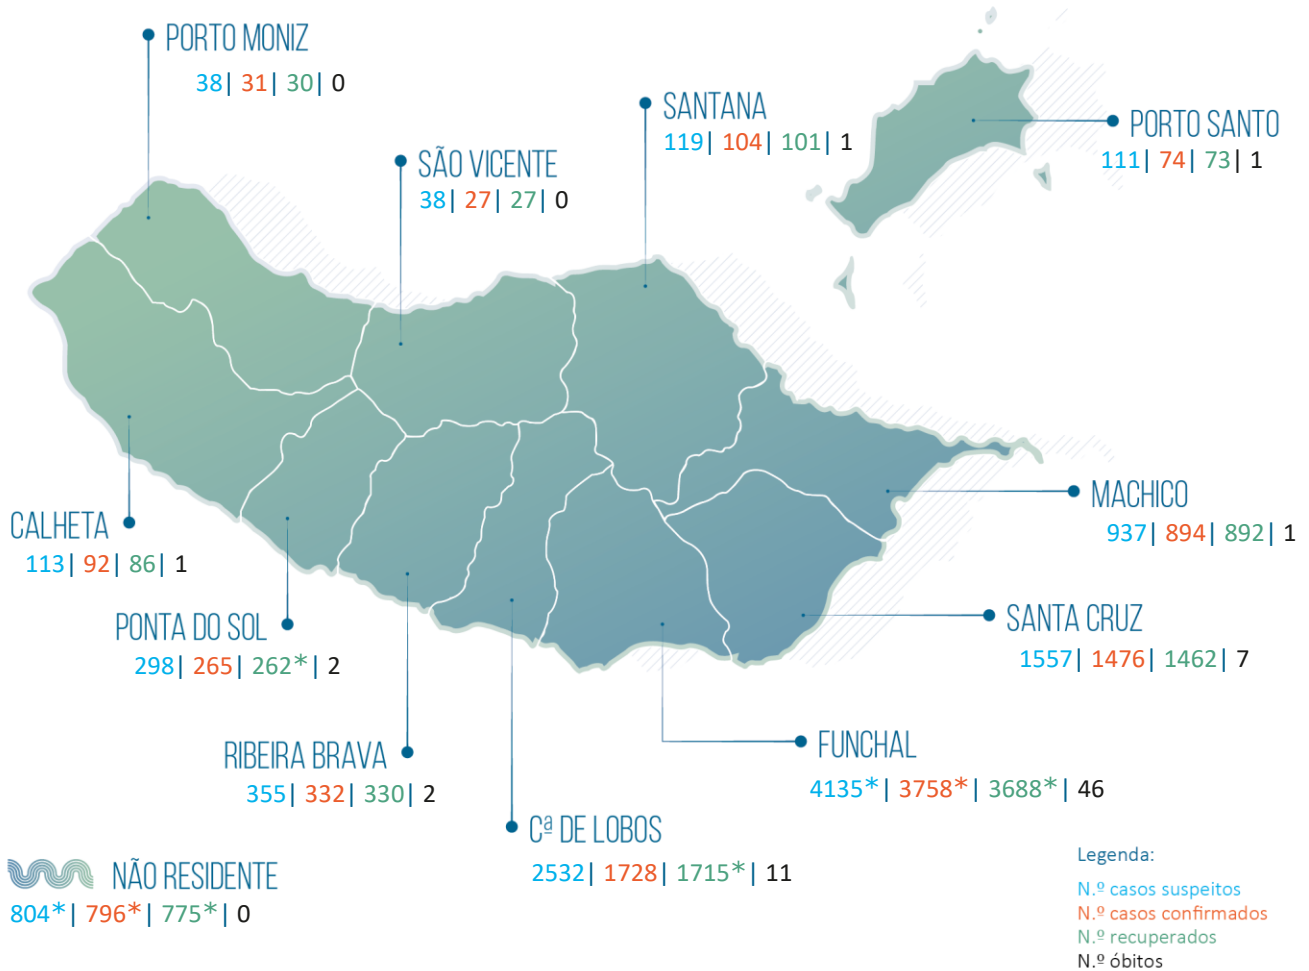 PORTO MONIZ
38| 31| 30| 0
SANTANA
119| 104| 101| 1
PORTO SANTO
111| 74| 73| 1
SÃO VICENTE
38| 27| 27| 0
MACHICO
937| 894| 892| 1
CALHETA
113| 92| 86| 1
SANTA CRUZ
1557| 1476| 1462| 7
PONTA DO SOL
298| 265| 262*| 2
RIBEIRA BRAVA
355| 332| 330| 2
FUNCHAL
4135*| 3758*| 3688*| 46
Cª DE LOBOS
2532| 1728| 1715*| 11
NÃO RESIDENTE
804*| 796*| 775*| 0
Legenda:
N.º casos suspeitos
N.º casos confirmados
N.º recuperados
N.º óbitos